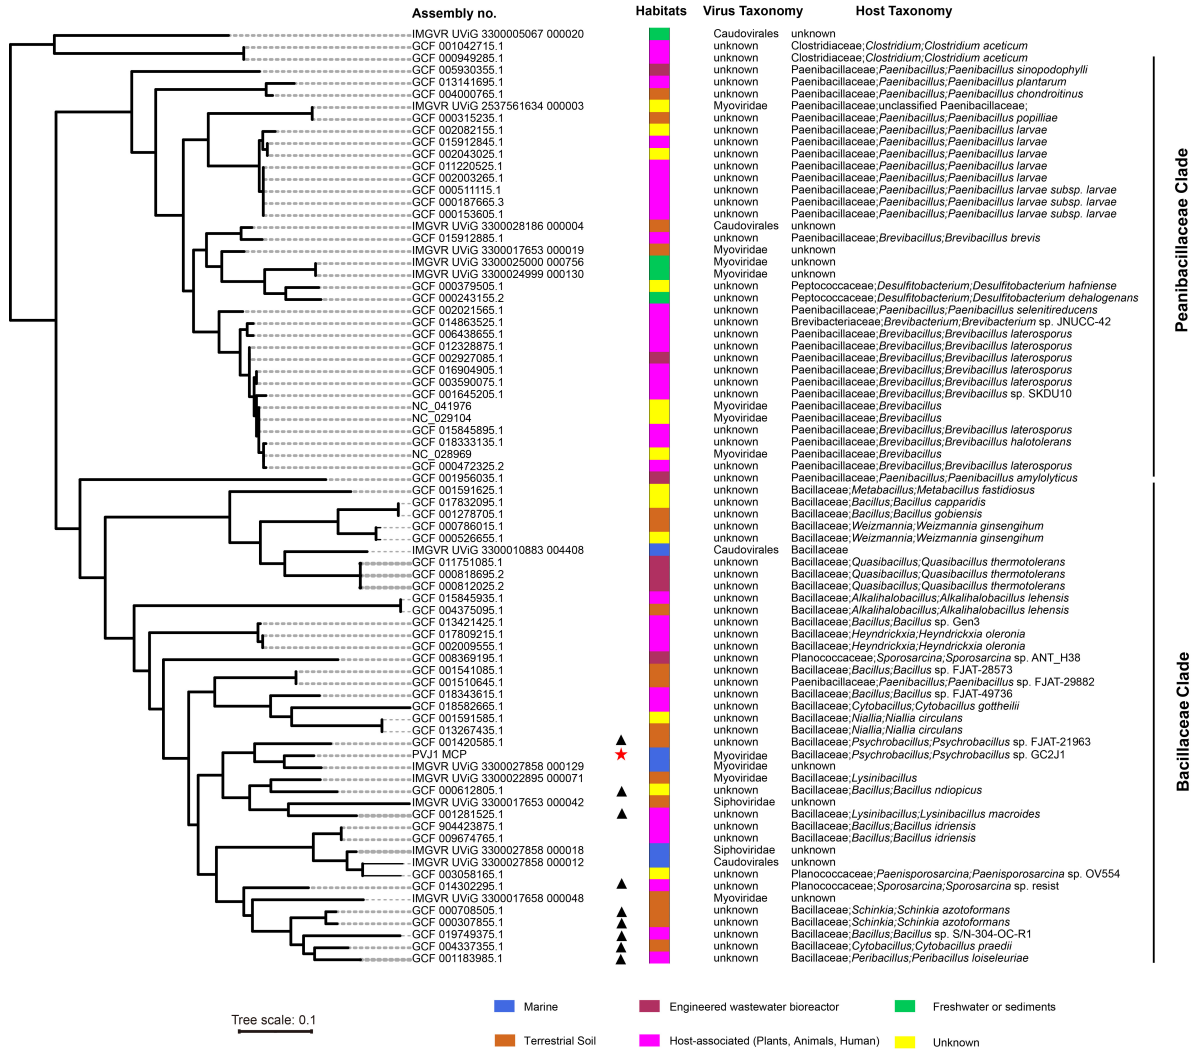 Assembly no. Habitats Virus Taxonomy Host Taxonomy
IMGVR UViG 3300005067 000020 Caudovirales unknown
GCF 001042715.1 unknown Clostridiaceae;Clostridium;Clostridium aceticum
GCF 000949285.1 unknown Clostridiaceae;Clostridium;Clostridium aceticum
GCF 005930355.1 unknown Paenibacillaceae;Paenibacillus;Paenibacillus sinopodophylli
GCF 013141695.1 unknown Paenibacillaceae;Paenibacillus;Paenibacillus plantarum
GCF 004000765.1 unknown Paenibacillaceae;Paenibacillus;Paenibacillus chondroitinus
IMGVR UViG 2537561634 000003 Myoviridae Paenibacillaceae;unclassified Paenibacillaceae;
GCF 000315235.1 unknown Paenibacillaceae;Paenibacillus;Paenibacillus popilliae
GCF 002082155.1 unknown Paenibacillaceae;Paenibacillus;Paenibacillus larvae
GCF 015912845.1 unknown Paenibacillaceae;Paenibacillus;Paenibacillus larvae
GCF 002043025.1 unknown Paenibacillaceae;Paenibacillus;Paenibacillus larvae
GCF 011220525.1 unknown Paenibacillaceae;Paenibacillus;Paenibacillus larvae
GCF 002003265.1 unknown Paenibacillaceae;Paenibacillus;Paenibacillus larvae
GCF 000511115.1 unknown Paenibacillaceae;Paenibacillus;Paenibacillus larvae subsp. larvae
GCF 000187665.3 unknown Paenibacillaceae;Paenibacillus;Paenibacillus larvae subsp. larvae
GCF 000153605.1 unknown Paenibacillaceae;Paenibacillus;Paenibacillus larvae subsp. larvae
IMGVR UViG 3300028186 000004 Caudovirales unknown
GCF 015912885.1 unknown Paenibacillaceae;Brevibacillus;Brevibacillus brevis
IMGVR UViG 3300017653 000019 Myoviridae unknown
IMGVR UViG 3300025000 000756 Myoviridae unknown
IMGVR UViG 3300024999 000130 Myoviridae unknown
GCF 000379505.1 unknown Peptococcaceae;Desulfitobacterium;Desulfitobacterium hafniense
GCF 000243155.2 unknown Peptococcaceae;Desulfitobacterium;Desulfitobacterium dehalogenans
GCF 002021565.1 unknown Paenibacillaceae;Paenibacillus;Paenibacillus selenitireducens
GCF 014863525.1 unknown Brevibacteriaceae;Brevibacterium;Brevibacterium sp. JNUCC-42
GCF 006438655.1 unknown Paenibacillaceae;Brevibacillus;Brevibacillus laterosporus
GCF 012328875.1 unknown Paenibacillaceae;Brevibacillus;Brevibacillus laterosporus
GCF 002927085.1 unknown Paenibacillaceae;Brevibacillus;Brevibacillus laterosporus
GCF 016904905.1 unknown Paenibacillaceae;Brevibacillus;Brevibacillus laterosporus
GCF 003590075.1 unknown Paenibacillaceae;Brevibacillus;Brevibacillus laterosporus
GCF 001645205.1 unknown Paenibacillaceae;Brevibacillus;Brevibacillus sp. SKDU10
NC_041976 Myoviridae Paenibacillaceae;Brevibacillus
NC_029104 Myoviridae Paenibacillaceae;Brevibacillus
GCF 015845895.1 unknown Paenibacillaceae;Brevibacillus;Brevibacillus laterosporus
GCF 018333135.1 unknown Paenibacillaceae;Brevibacillus;Brevibacillus halotolerans
NC_028969 Myoviridae Paenibacillaceae;Brevibacillus
GCF 000472325.2 unknown Paenibacillaceae;Brevibacillus;Brevibacillus laterosporus
Peanibacillaceae Clade
GCF 001956035.1 unknown Paenibacillaceae;Paenibacillus;Paenibacillus amylolyticus
GCF 001591625.1 unknown Bacillaceae;Metabacillus;Metabacillus fastidiosus
GCF 017832095.1 unknown Bacillaceae;Bacillus;Bacillus capparidis
GCF 001278705.1 unknown Bacillaceae;Bacillus;Bacillus gobiensis
GCF 000786015.1 unknown Bacillaceae;Weizmannia;Weizmannia ginsengihum
GCF 000526655.1 unknown Bacillaceae;Weizmannia;Weizmannia ginsengihum
IMGVR UViG 3300010883 004408 Caudovirales Bacillaceae
GCF 011751085.1 unknown Bacillaceae;Quasibacillus;Quasibacillus thermotolerans
GCF 000818695.2 unknown Bacillaceae;Quasibacillus;Quasibacillus thermotolerans
GCF 000812025.2 unknown Bacillaceae;Quasibacillus;Quasibacillus thermotolerans
GCF 015845935.1 unknown Bacillaceae;Alkalihalobacillus;Alkalihalobacillus lehensis
GCF 004375095.1 unknown Bacillaceae;Alkalihalobacillus;Alkalihalobacillus lehensis
GCF 013421425.1 unknown Bacillaceae;Bacillus;Bacillus sp. Gen3
GCF 017809215.1 unknown Bacillaceae;Heyndrickxia;Heyndrickxia oleronia
GCF 002009555.1 unknown Bacillaceae;Heyndrickxia;Heyndrickxia oleronia
GCF 008369195.1 unknown Planococcaceae;Sporosarcina;Sporosarcina sp. ANT_H38
GCF 001541085.1 unknown Bacillaceae;Bacillus;Bacillus sp. FJAT-28573
GCF 001510645.1 unknown Paenibacillaceae;Paenibacillus;Paenibacillus sp. FJAT-29882
GCF 018343615.1 unknown Bacillaceae;Bacillus;Bacillus sp. FJAT-49736
GCF 018582665.1 unknown Bacillaceae;Cytobacillus;Cytobacillus gottheilii
GCF 001591585.1 unknown Bacillaceae;Niallia;Niallia circulans
GCF 013267435.1 unknown Bacillaceae;Niallia;Niallia circulans
GCF 001420585.1 unknown Bacillaceae;Psychrobacillus;Psychrobacillus sp. FJAT-21963
PVJ1 MCP Myoviridae Bacillaceae;Psychrobacillus;Psychrobacillus sp. GC2J1
IMGVR UViG 3300027858 000129 Myoviridae unknown
IMGVR UViG 3300022895 000071 Myoviridae Bacillaceae;Lysinibacillus
GCF 000612805.1 unknown Bacillaceae;Bacillus;Bacillus ndiopicus
IMGVR UViG 3300017653 000042 Siphoviridae unknown
GCF 001281525.1 unknown Bacillaceae;Lysinibacillus;Lysinibacillus macroides
GCF 904423875.1 unknown Bacillaceae;Bacillus;Bacillus idriensis
GCF 009674765.1 unknown Bacillaceae;Bacillus;Bacillus idriensis
IMGVR UViG 3300027858 000018 Siphoviridae unknown
IMGVR UViG 3300027858 000012 Caudovirales unknown
GCF 003058165.1 unknown Planococcaceae;Paenisporosarcina;Paenisporosarcina sp. OV554
GCF 014302295.1 unknown Planococcaceae;Sporosarcina;Sporosarcina sp. resist
IMGVR UViG 3300017658 000048 Myoviridae unknown
GCF 000708505.1 unknown Bacillaceae;Schinkia;Schinkia azotoformans
GCF 000307855.1 unknown Bacillaceae;Schinkia;Schinkia azotoformans
GCF 019749375.1 unknown Bacillaceae;Bacillus;Bacillus sp. S/N-304-OC-R1
GCF 004337355.1 unknown Bacillaceae;Cytobacillus;Cytobacillus praedii
GCF 001183985.1 unknown Bacillaceae;Peribacillus;Peribacillus loiseleuriae
Bacillaceae Clade
Tree scale: 0.1
Marine Engineered wastewater bioreactor Freshwater or sediments
Terrestrial Soil Host-associated (Plants, Animals, Human) Unknown